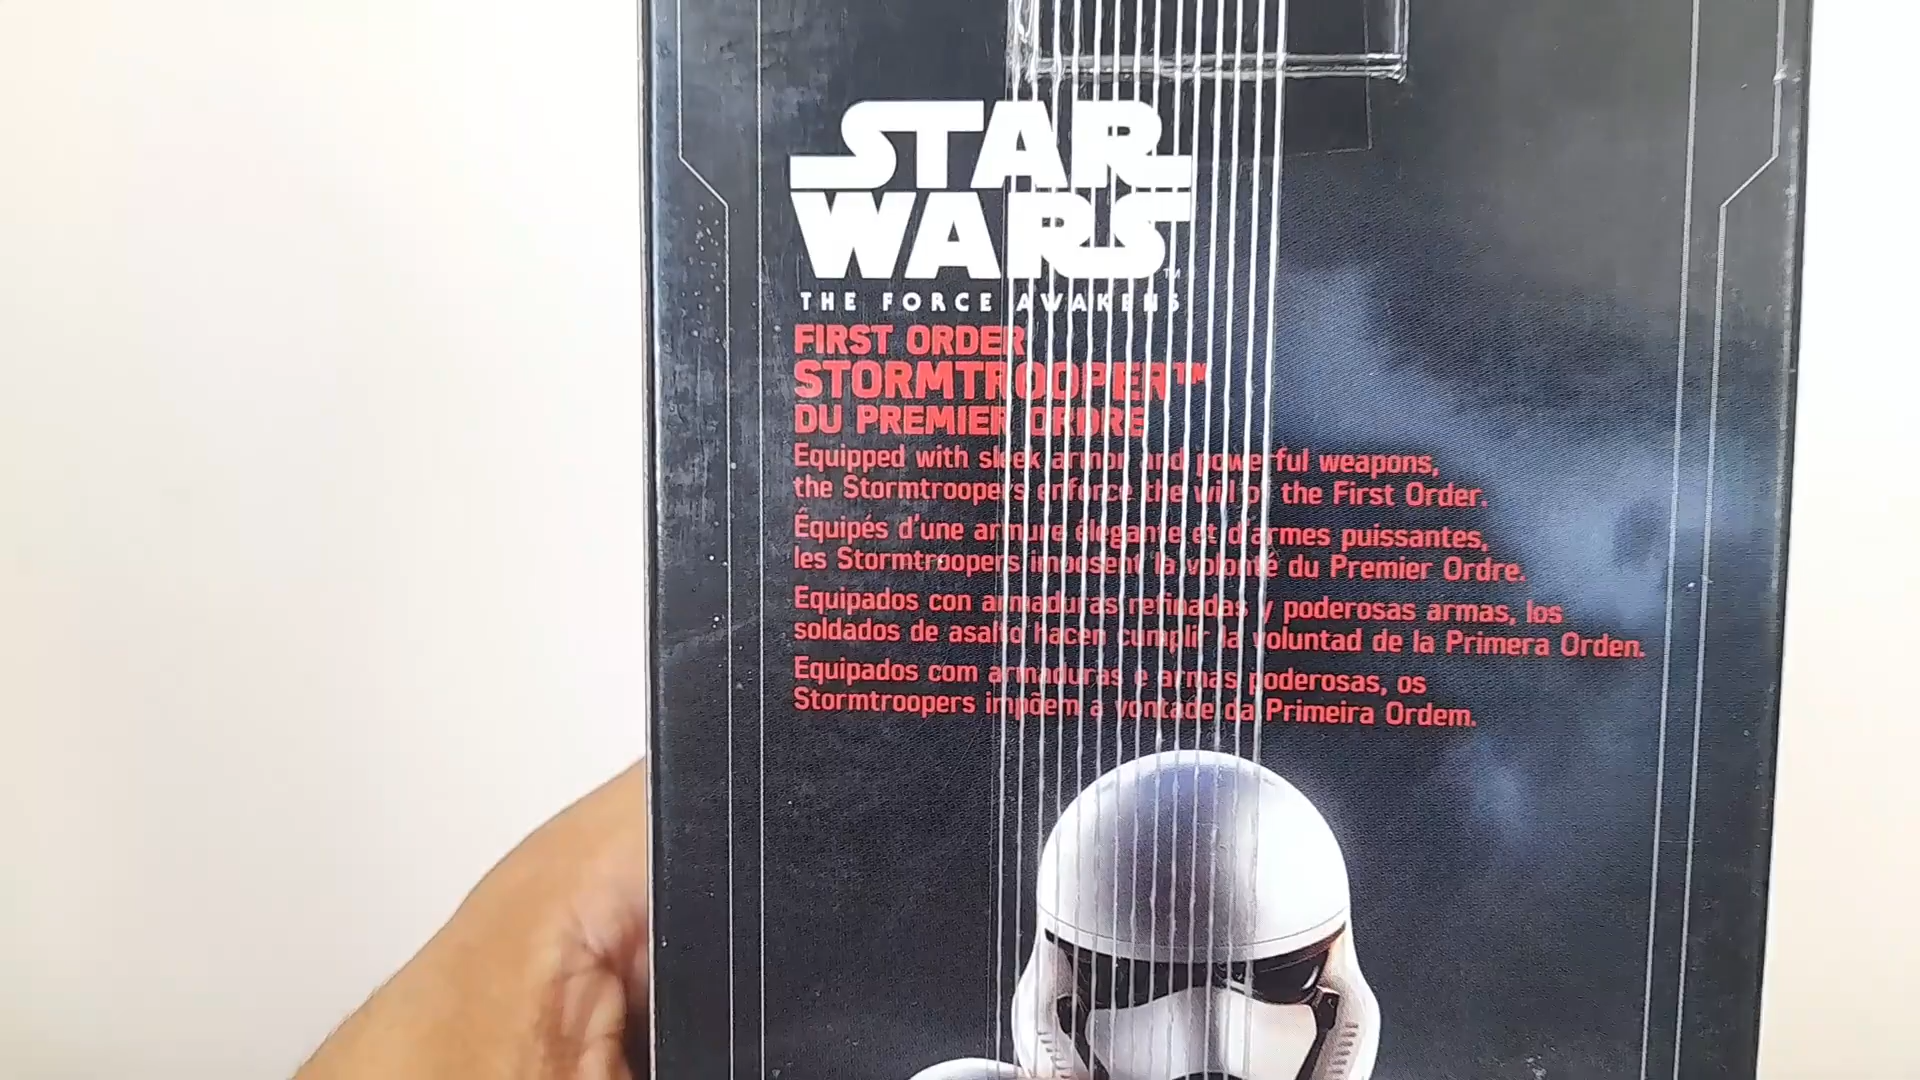 STAR
WARS™
THE FORCE AWAKENS
FIRST ORDER
STORMTROOPER™
DU PREMIER ORDRE
Equipped with sleek armor and powerful weapons,
the Stormtroopers enforce the will of the First Order.
Équipés d'une armure élegante et d'armes puissantes,
les Stormtroopers imposent la volonté du Premier Ordre.
Equipados con armaduras refinadas y poderosas armas, los
soldados de asalto hacen cumplir la voluntad de la Primera Orden.
Equipados com armaduras e armas poderosas, os
Stormtroopers impõem a vontade da Primeira Ordem.